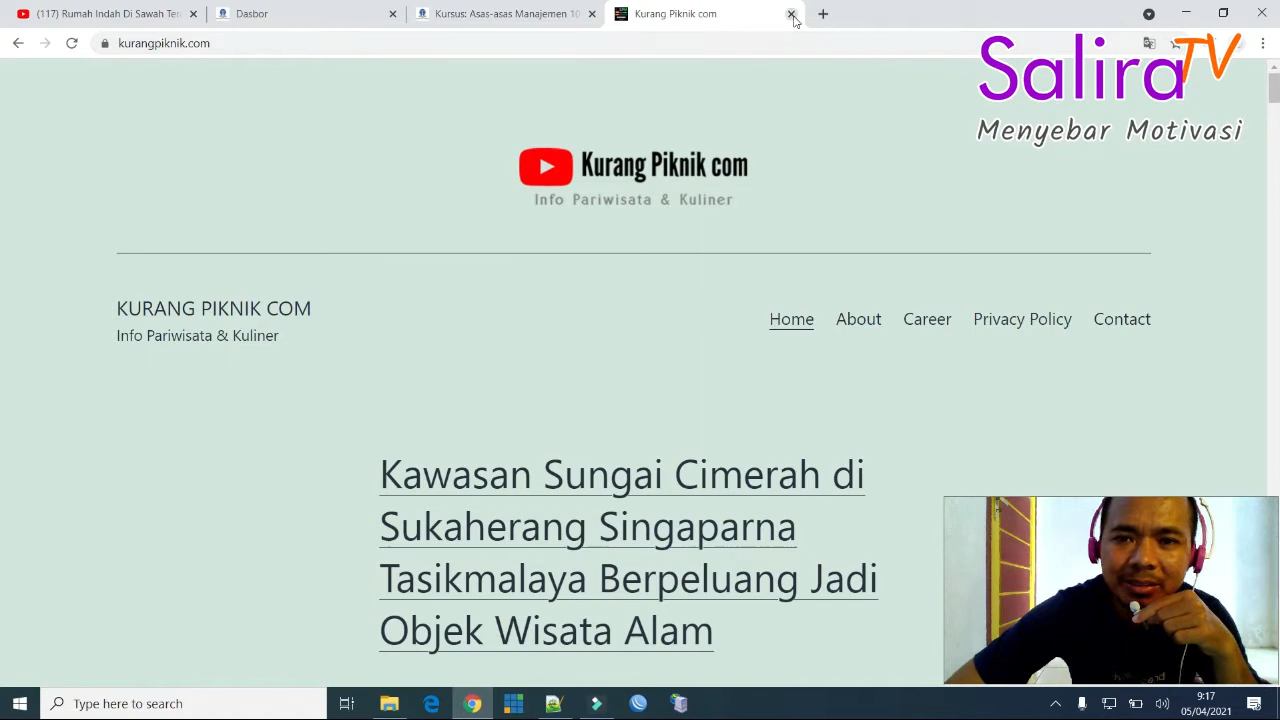 (117) Rumah Indah Di Sawah Ter
Dasbor
Kursus: Asas-asas Manajemen 10
Kurang Piknik com
kurangpiknik.com
Salira TV
Menyebar Motivasi
Kurang Piknik com
Info Pariwisata & Kuliner
KURANG PIKNIK COM
Info Pariwisata & Kuliner
Home About Career Privacy Policy Contact
Kawasan Sungai Cimerah di
Sukaherang Singaparna
Tasikmalaya Berpeluang Jadi
Objek Wisata Alam
Type here to search
9:17
05/04/2021